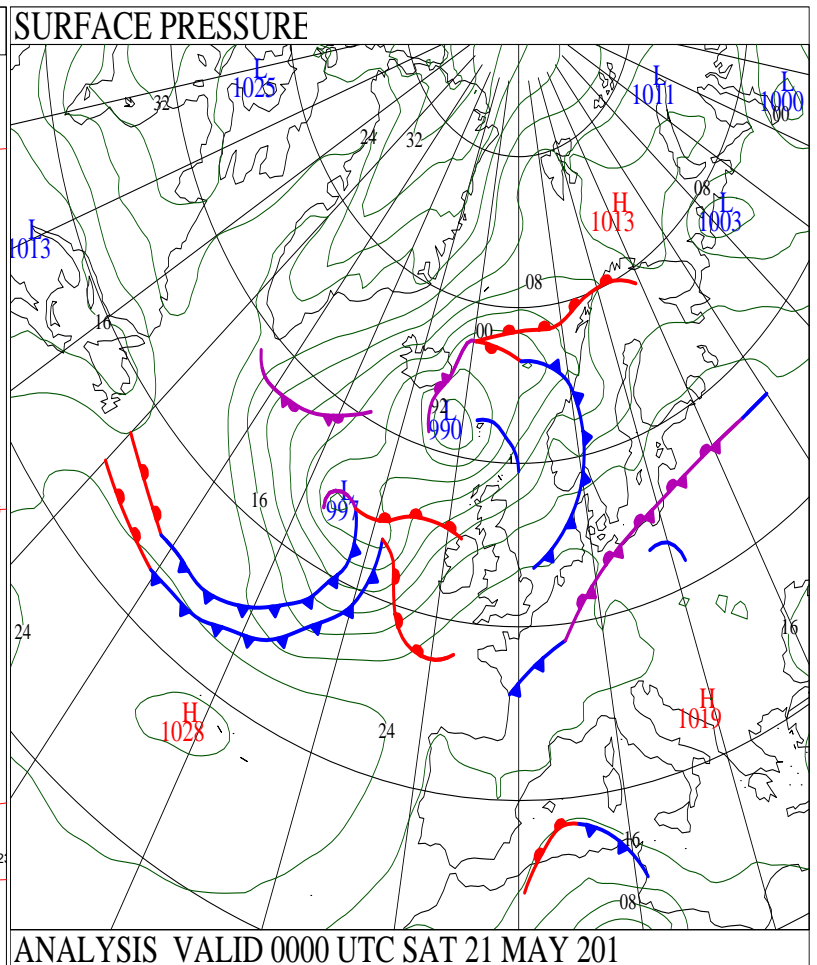 SURFACE PRESSURE
L
1025
L
1011
L
1000
00
32
24
32
08
H
1013
L
1003
L
1013
16
08
00
92
L
990
16
L
997
24
16
H
1028
24
H
1019
16
08
ANALYSIS VALID 0000 UTC SAT 21 MAY 201